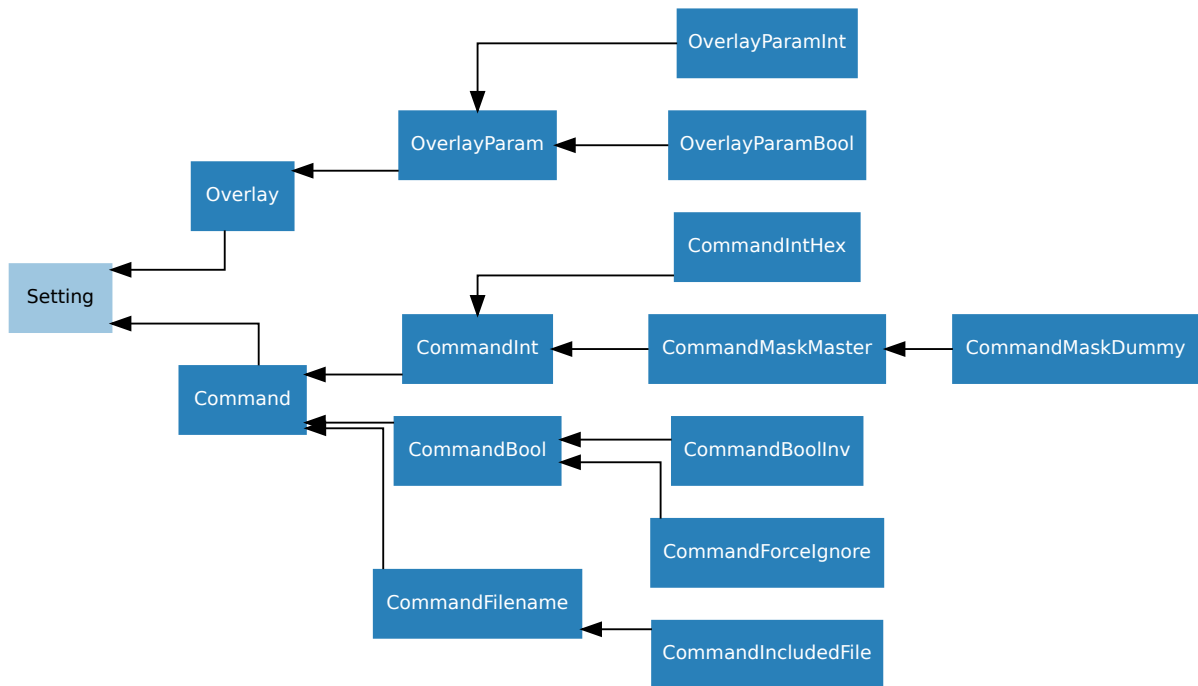 OverlayParamInt
OverlayParam
OverlayParamBool
Overlay
CommandIntHex
Setting
CommandInt
CommandMaskMaster
CommandMaskDummy
Command
CommandBool
CommandBoolInv
CommandForceIgnore
CommandFilename
CommandIncludedFile